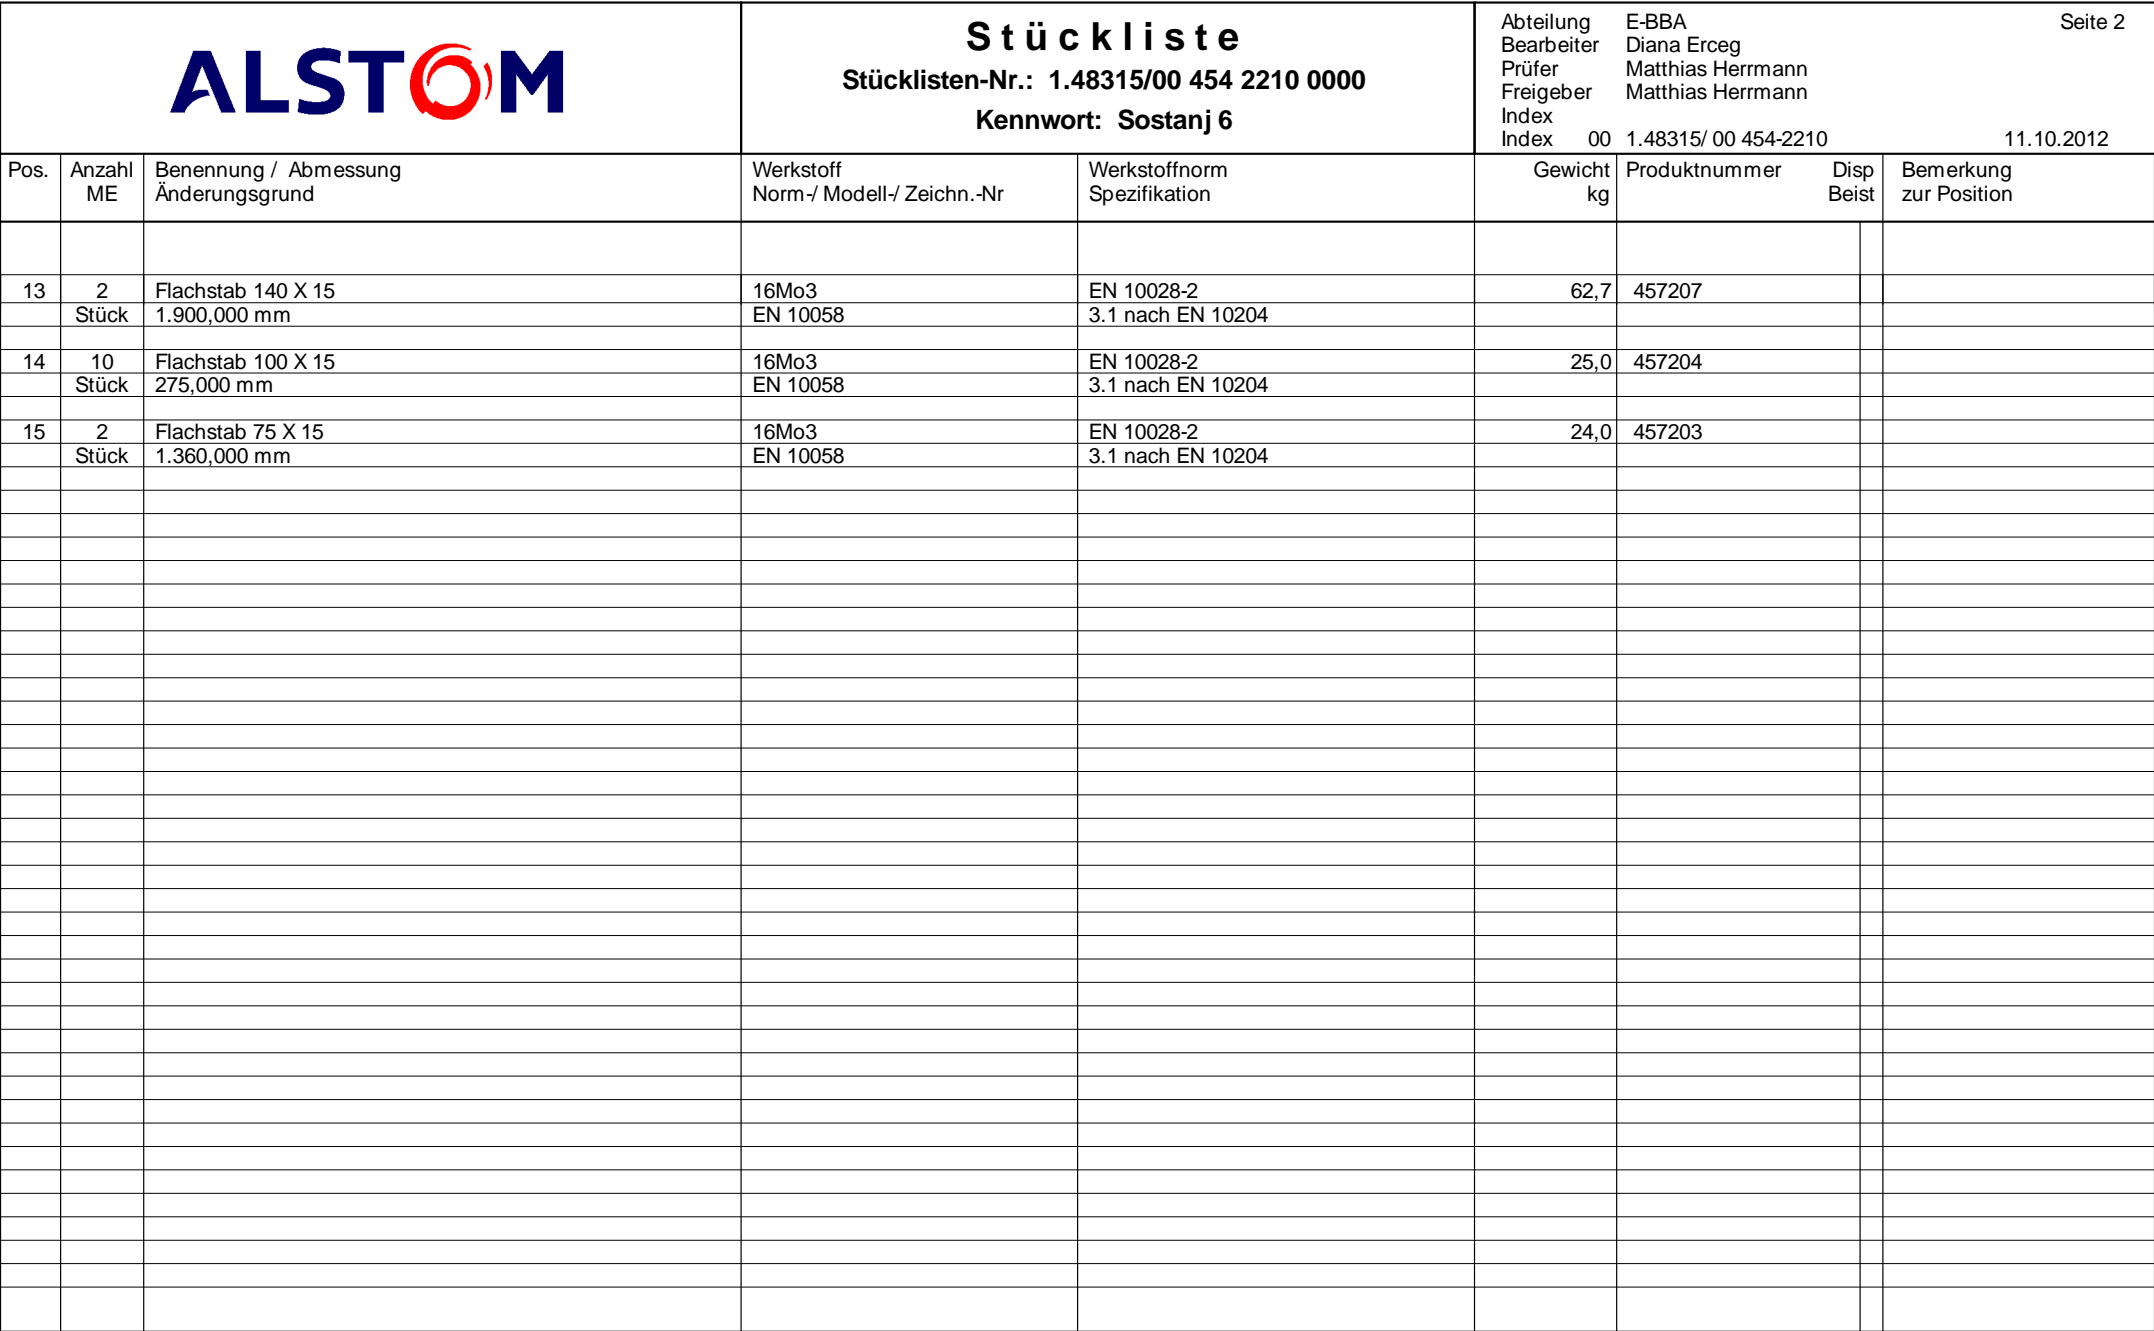 ALSTOM
Stückliste
Stücklisten-Nr.: 1.48315/00 454 2210 0000
Kennwort: Sostanj 6
Abteilung E-BBA Seite 2
Bearbeiter Diana Erceg
Prüfer Matthias Herrmann
Freigeber Matthias Herrmann
Index
Index 00 1.48315/ 00 454-2210 11.10.2012
Pos. Anzahl Benennung / Abmessung Werkstoff Werkstoffnorm Gewicht Produktnummer Disp Bemerkung
ME Änderungsgrund Norm-/ Modell-/ Zeichn.-Nr Spezifikation kg Beist zur Position
13 2 Flachstab 140 X 15 16Mo3 EN 10028-2 62,7 457207
Stück 1.900,000 mm EN 10058 3.1 nach EN 10204
14 10 Flachstab 100 X 15 16Mo3 EN 10028-2 25,0 457204
Stück 275,000 mm EN 10058 3.1 nach EN 10204
15 2 Flachstab 75 X 15 16Mo3 EN 10028-2 24,0 457203
Stück 1.360,000 mm EN 10058 3.1 nach EN 10204